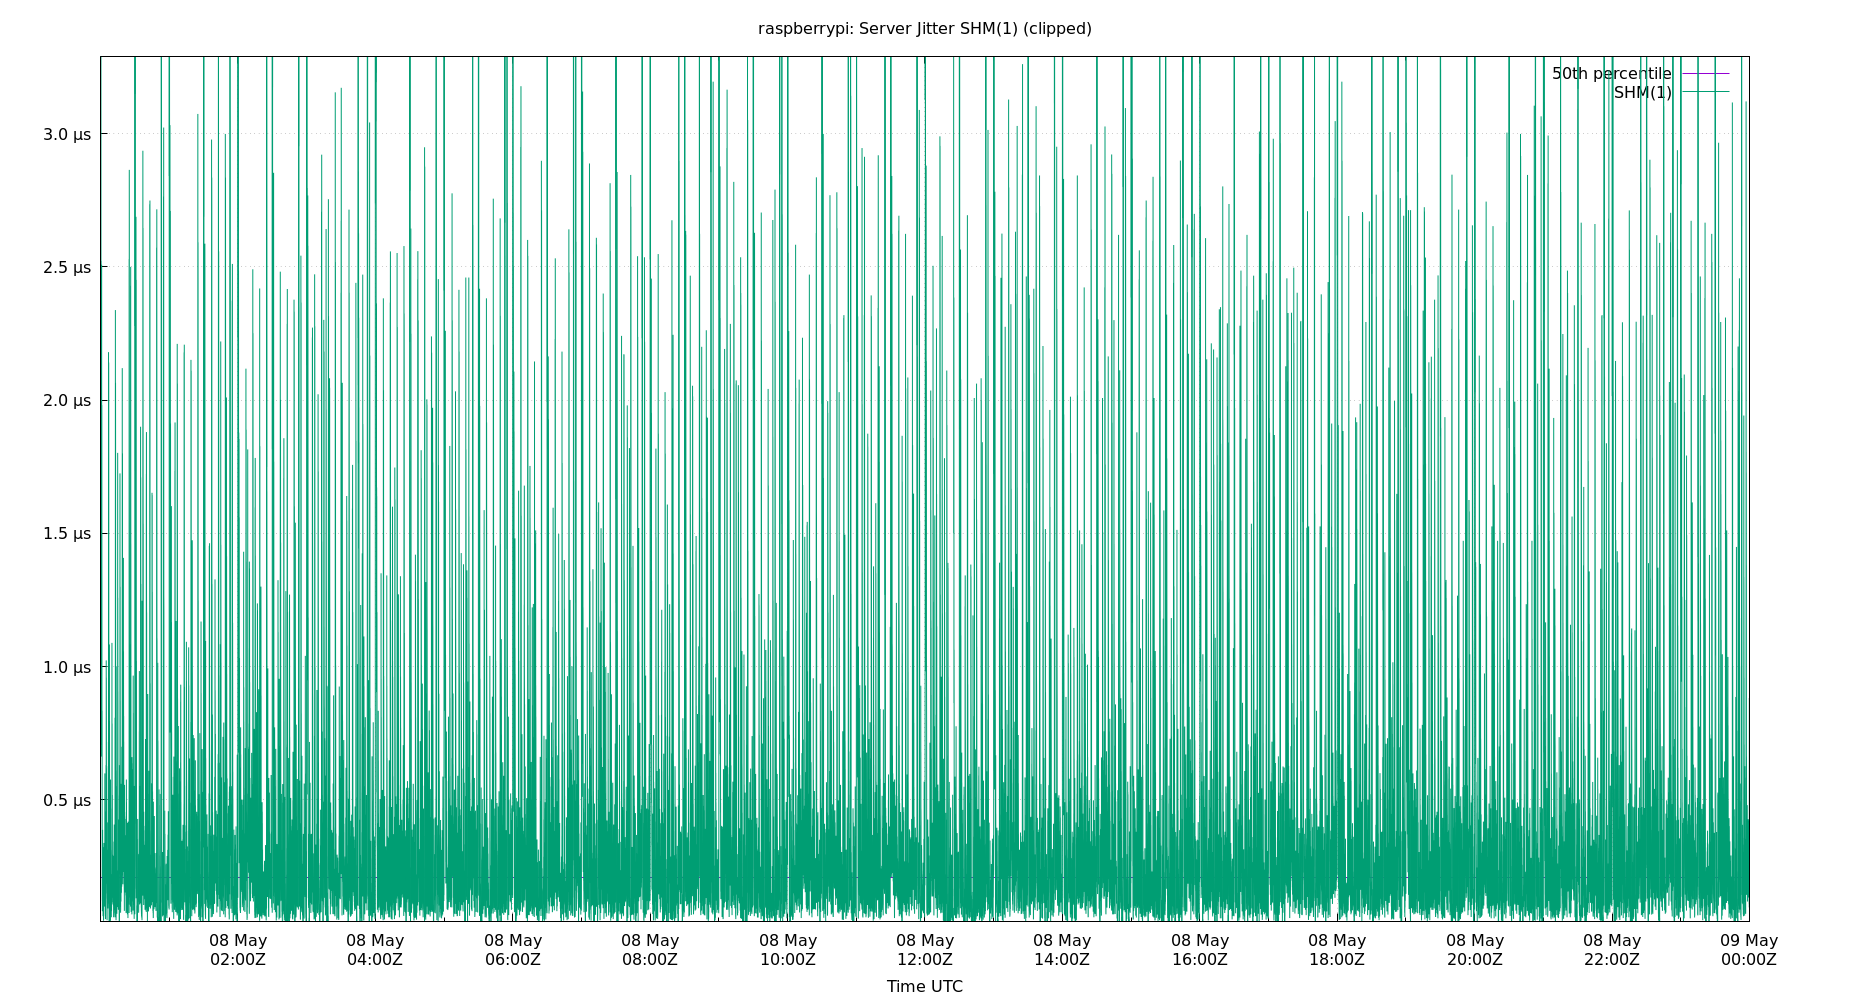 raspberrypi: Server Jitter SHM(1) (clipped)
50th percentile
SHM(1)
3.0 µs
2.5 µs
2.0 µs
1.5 µs
1.0 µs
0.5 µs
08 May 08 May 08 May 08 May 08 May 08 May 08 May 08 May 08 May 08 May 08 May 09 May
02:00Z 04:00Z 06:00Z 08:00Z 10:00Z 12:00Z 14:00Z 16:00Z 18:00Z 20:00Z 22:00Z 00:00Z
Time UTC